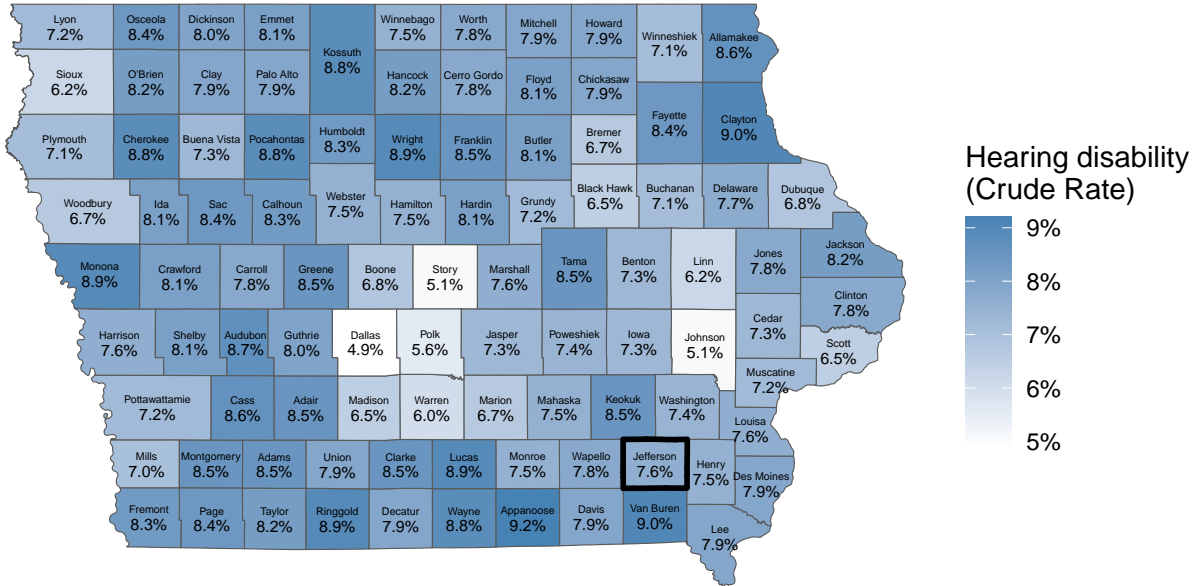 Lyon
7.2%
Osceola
8.4%
Dickinson
8.0%
Emmet
8.1%
Kossuth
8.8%
Winnebago
7.5%
Worth
7.8%
Mitchell
7.9%
Howard
7.9%
Winneshiek
7.1%
Allamakee
8.6%
Sioux
6.2%
O'Brien
8.2%
Clay
7.9%
Palo Alto
7.9%
Hancock
8.2%
Cerro Gordo
7.8%
Floyd
8.1%
Chickasaw
7.9%
Fayette
8.4%
Clayton
9.0%
Plymouth
7.1%
Cherokee
8.8%
Buena Vista
7.3%
Pocahontas
8.8%
Humboldt
8.3%
Wright
8.9%
Franklin
8.5%
Butler
8.1%
Bremer
6.7%
Woodbury
6.7%
Ida
8.1%
Sac
8.4%
Calhoun
8.3%
Webster
7.5%
Hamilton
7.5%
Hardin
8.1%
Grundy
7.2%
Black Hawk
6.5%
Buchanan
7.1%
Delaware
7.7%
Dubuque
6.8%
Monona
8.9%
Crawford
8.1%
Carroll
7.8%
Greene
8.5%
Boone
6.8%
Story
5.1%
Marshall
7.6%
Tama
8.5%
Benton
7.3%
Linn
6.2%
Jones
7.8%
Jackson
8.2%
Clinton
7.8%
Harrison
7.6%
Shelby
8.1%
Audubon
8.7%
Guthrie
8.0%
Dallas
4.9%
Polk
5.6%
Jasper
7.3%
Poweshiek
7.4%
Iowa
7.3%
Johnson
5.1%
Cedar
7.3%
Scott
6.5%
Muscatine
7.2%
Pottawattamie
7.2%
Cass
8.6%
Adair
8.5%
Madison
6.5%
Warren
6.0%
Marion
6.7%
Mahaska
7.5%
Keokuk
8.5%
Washington
7.4%
Louisa
7.6%
Mills
7.0%
Montgomery
8.5%
Adams
8.5%
Union
7.9%
Clarke
8.5%
Lucas
8.9%
Monroe
7.5%
Wapello
7.8%
Jefferson
7.6%
Henry
7.5%
Des Moines
7.9%
Fremont
8.3%
Page
8.4%
Taylor
8.2%
Ringgold
8.9%
Decatur
7.9%
Wayne
8.8%
Appanoose
9.2%
Davis
7.9%
Van Buren
9.0%
Lee
7.9%
Hearing disability
(Crude Rate)
9%
8%
7%
6%
5%